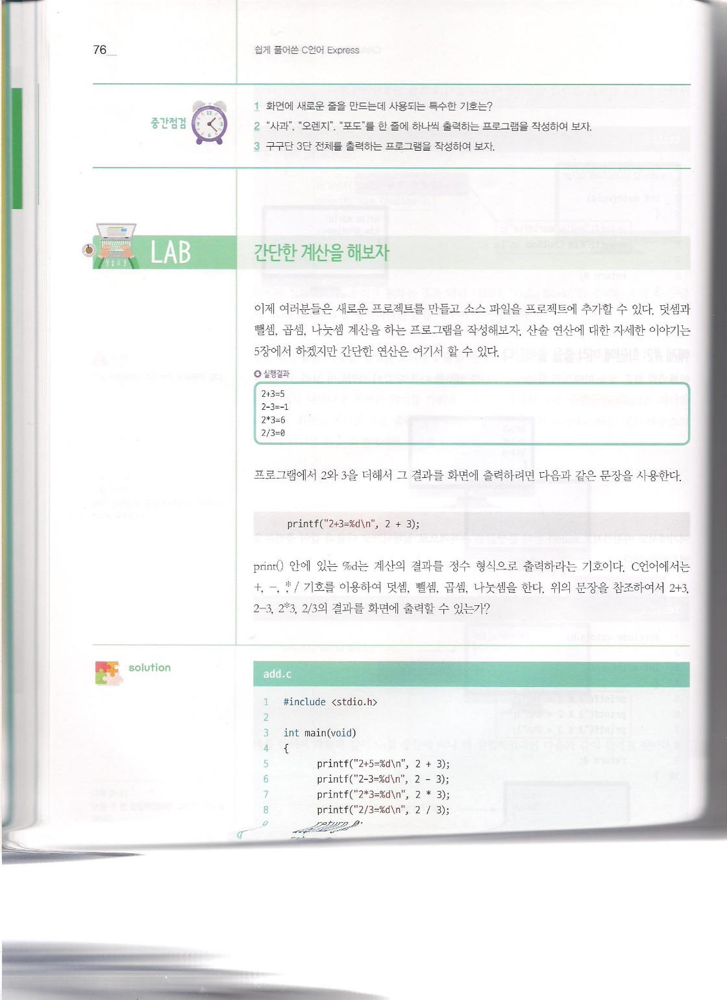 76
쉽게 풀어쓴 C언어 Express
중간점검
1 화면에 새로운 줄을 만드는데 사용되는 특수한 기호는?
2 “사과”, “오렌지”, “포도”를 한 줄에 하나씩 출력하는 프로그램을 작성하여 보자.
3 구구단 3단 전체를 출력하는 프로그램을 작성하여 보자.
실습시간
LAB
간단한 계산을 해보자
이제 여러분들은 새로운 프로젝트를 만들고 소스 파일을 프로젝트에 추가할 수 있다. 덧셈과
뺄셈, 곱셈, 나눗셈 계산을 하는 프로그램을 작성해보자. 산술 연산에 대한 자세한 이야기는
5장에서 하겠지만 간단한 연산은 여기서 할 수 있다.
실행결과
2+3=5
2-3=-1
2*3=6
2/3=0
프로그램에서 2와 3을 더해서 그 결과를 화면에 출력하려면 다음과 같은 문장을 사용한다.
printf("2+3=%d\n", 2 + 3);
print() 안에 있는 %d는 계산의 결과를 정수 형식으로 출력하라는 기호이다. C언어에서는
+, −, *, / 기호를 이용하여 덧셈, 뺄셈, 곱셈, 나눗셈을 한다. 위의 문장을 참조하여서 2+3,
2−3, 2*3, 2/3의 결과를 화면에 출력할 수 있는가?
solution
add.c
1 #include <stdio.h>
2
3 int main(void)
4 {
5 printf("2+5=%d\n", 2 + 3);
6 printf("2-3=%d\n", 2 - 3);
7 printf("2*3=%d\n", 2 * 3);
8 printf("2/3=%d\n", 2 / 3);
return 0;